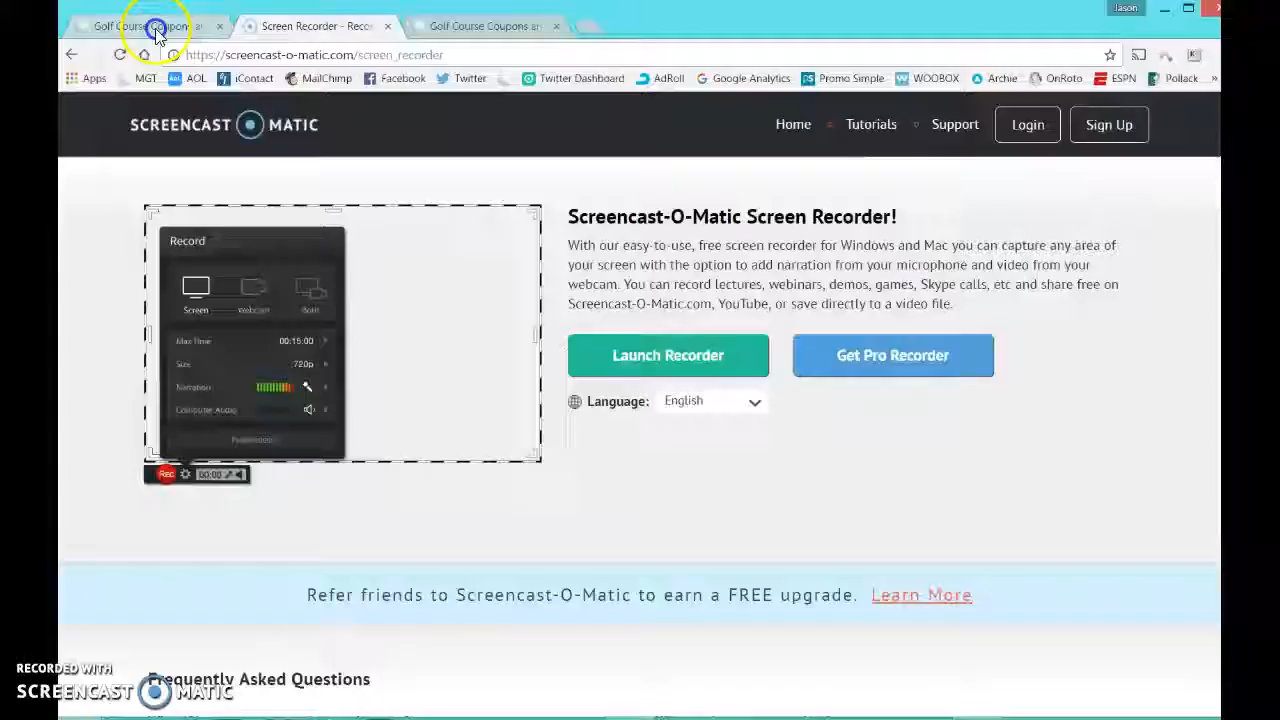 Jason
Golf Course Coupons an
Screen Recorder - Reco
Golf Course Coupons an
https://screencast-o-matic.com/screen_recorder
Apps MGT AOL iContact MailChimp Facebook Twitter Twitter Dashboard AdRoll Google Analytics Promo Simple WOOBOX Archie OnRoto ESPN Pollack »
SCREENCAST MATIC
Home Tutorials Support Login Sign Up
Record
Screen Webcam Both
Max Time 00:15:00
Size 720p
Narration
Computer Audio
Preferences
Rec 00:00
Screencast-O-Matic Screen Recorder!
With our easy-to-use, free screen recorder for Windows and Mac you can capture any area of
your screen with the option to add narration from your microphone and video from your
webcam. You can record lectures, webinars, demos, games, Skype calls, etc and share free on
Screencast-O-Matic.com, YouTube, or save directly to a video file.
Launch Recorder Get Pro Recorder
Language: English
Refer friends to Screencast-O-Matic to earn a FREE upgrade. Learn More
Frequently Asked Questions
RECORDED WITH
SCREENCAST MATIC